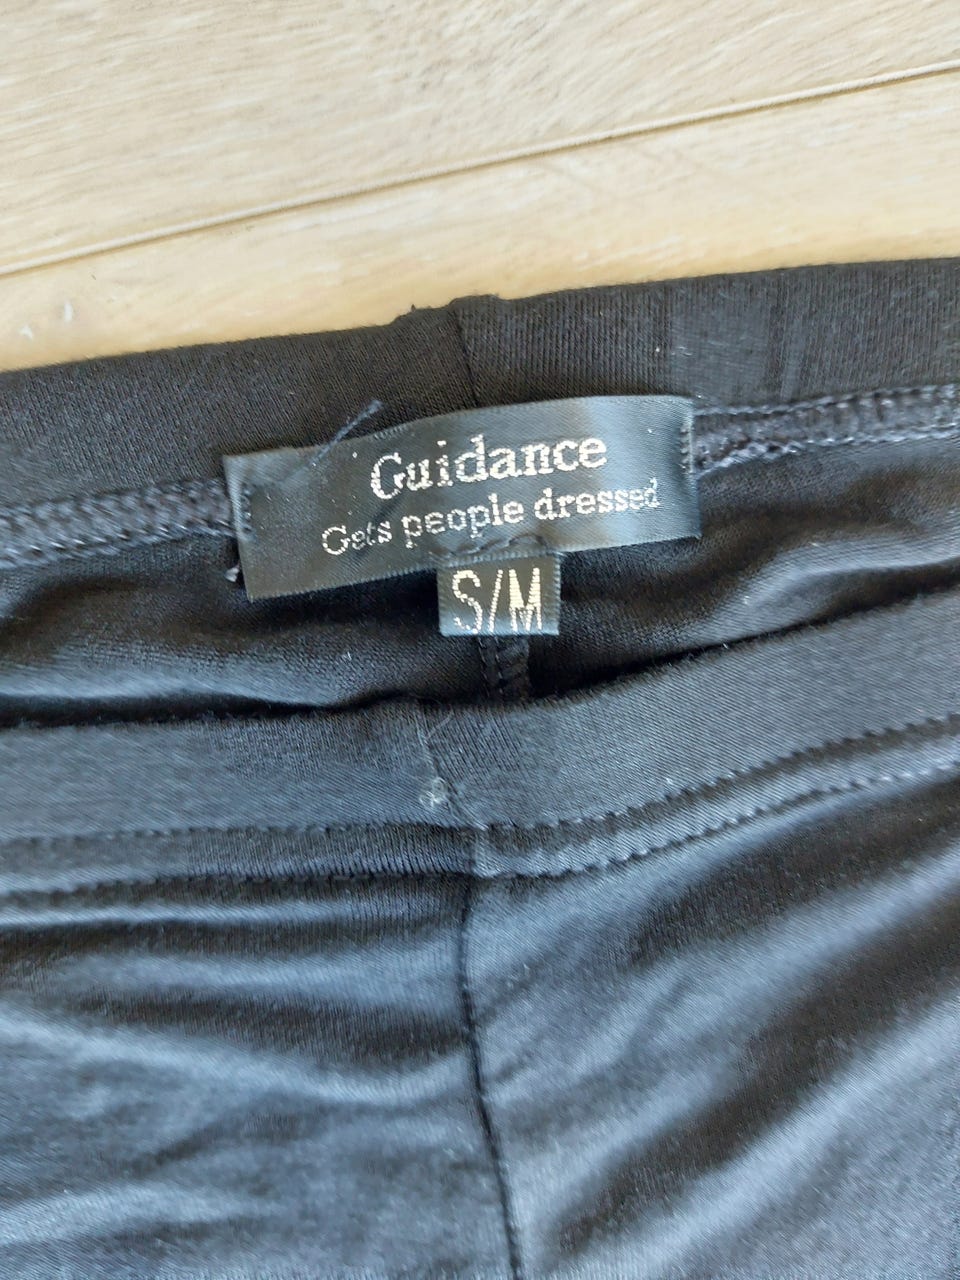 Guidance
Gets people dressed
S/M